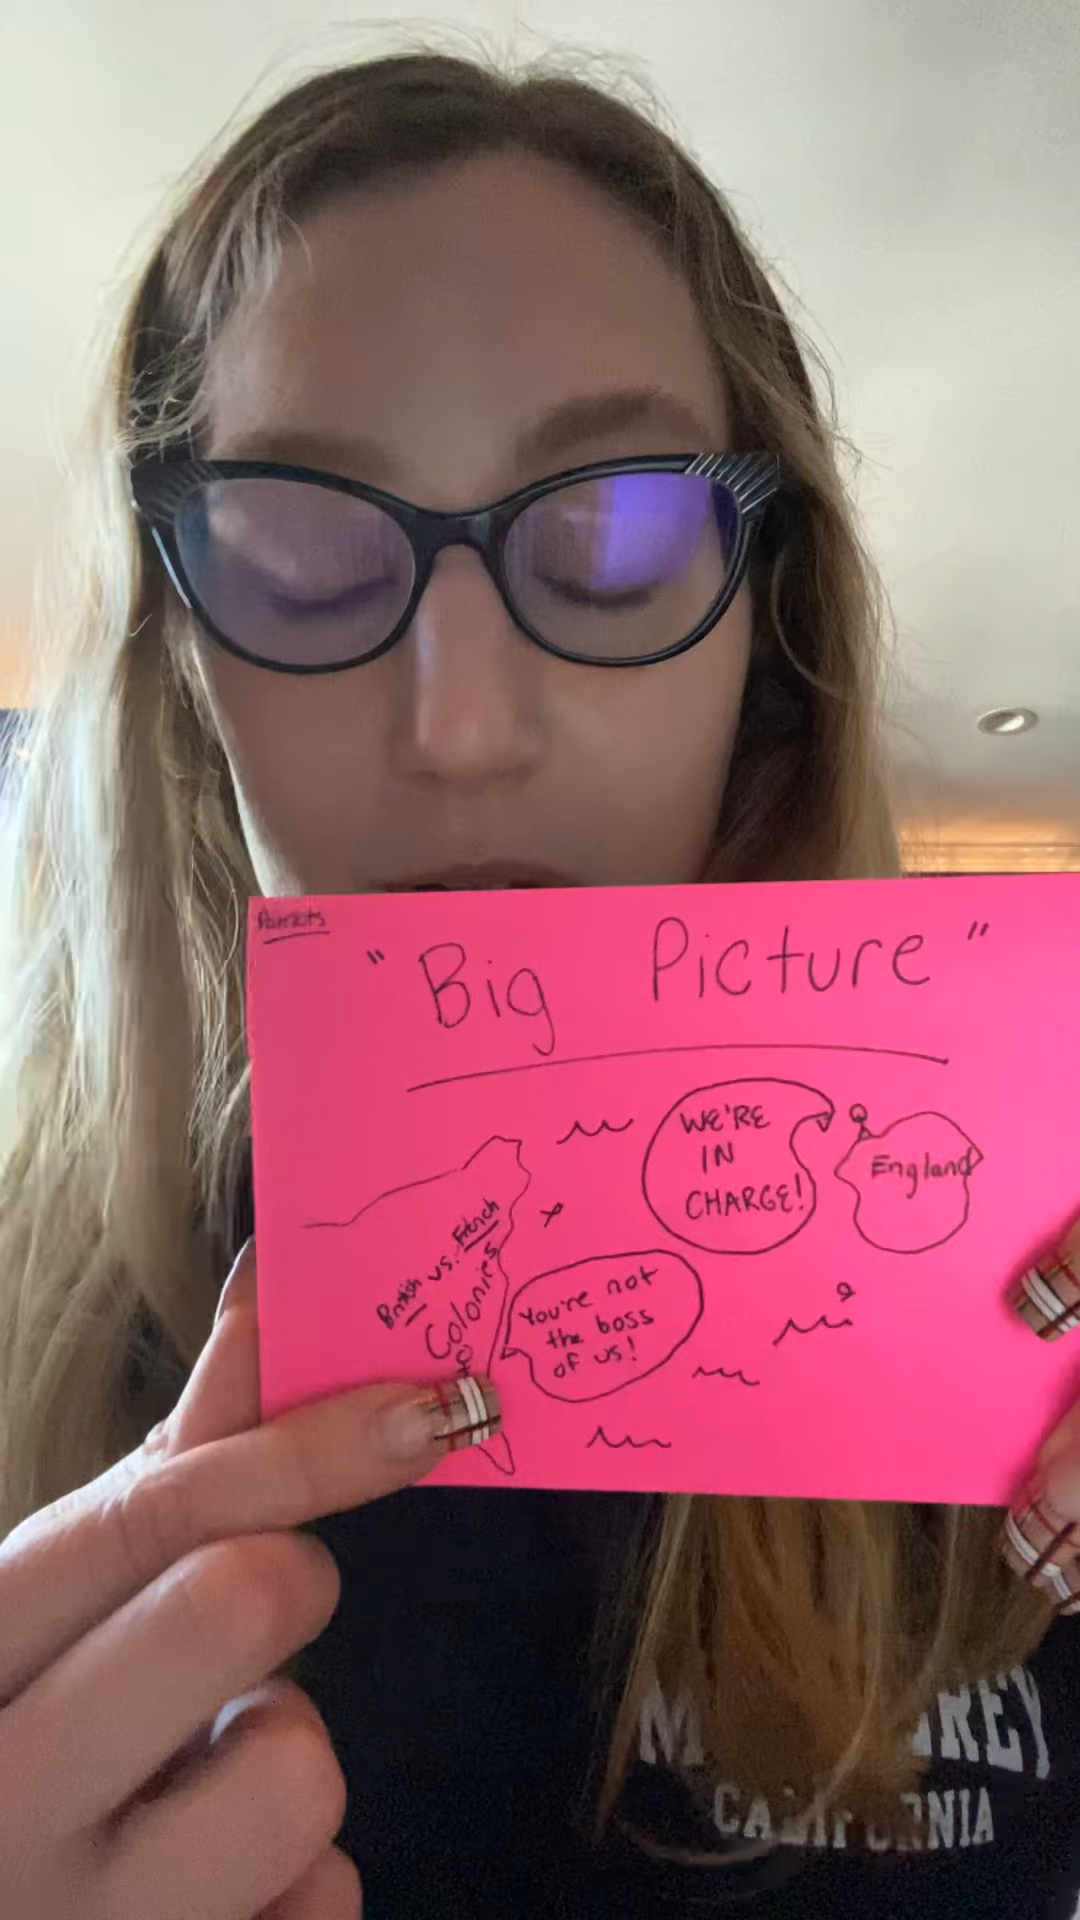 Patriots
"Big Picture"
WE'RE
IN
CHARGE!
England
British vs. French
Colonies
You're not
the boss
of us!
CALIFORNIA